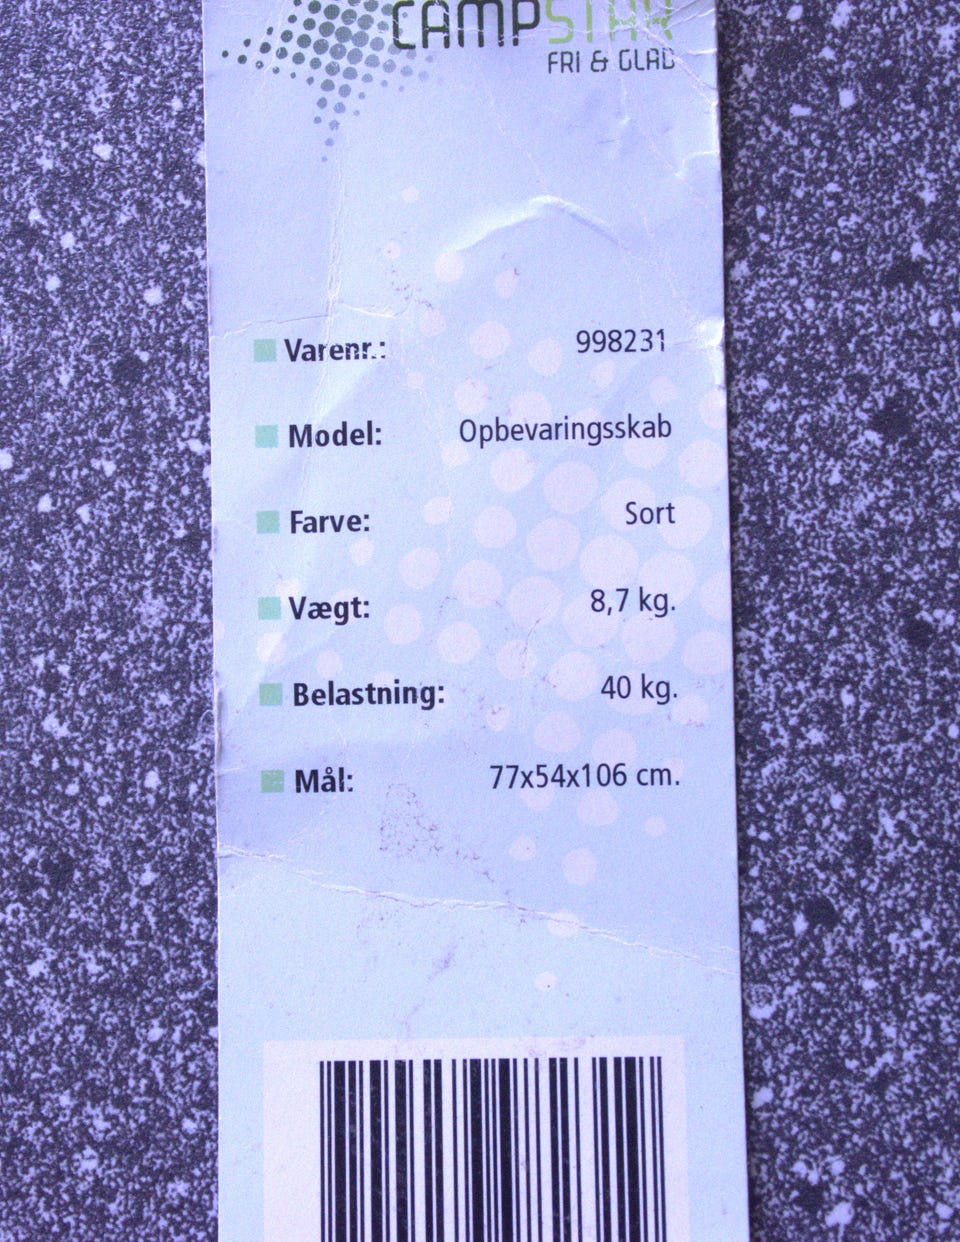 CAMPSTAR
FRI & GLAD
Varenr.: 998231
Model: Opbevaringsskab
Farve: Sort
Vægt: 8,7 kg.
Belastning: 40 kg.
Mål: 77x54x106 cm.